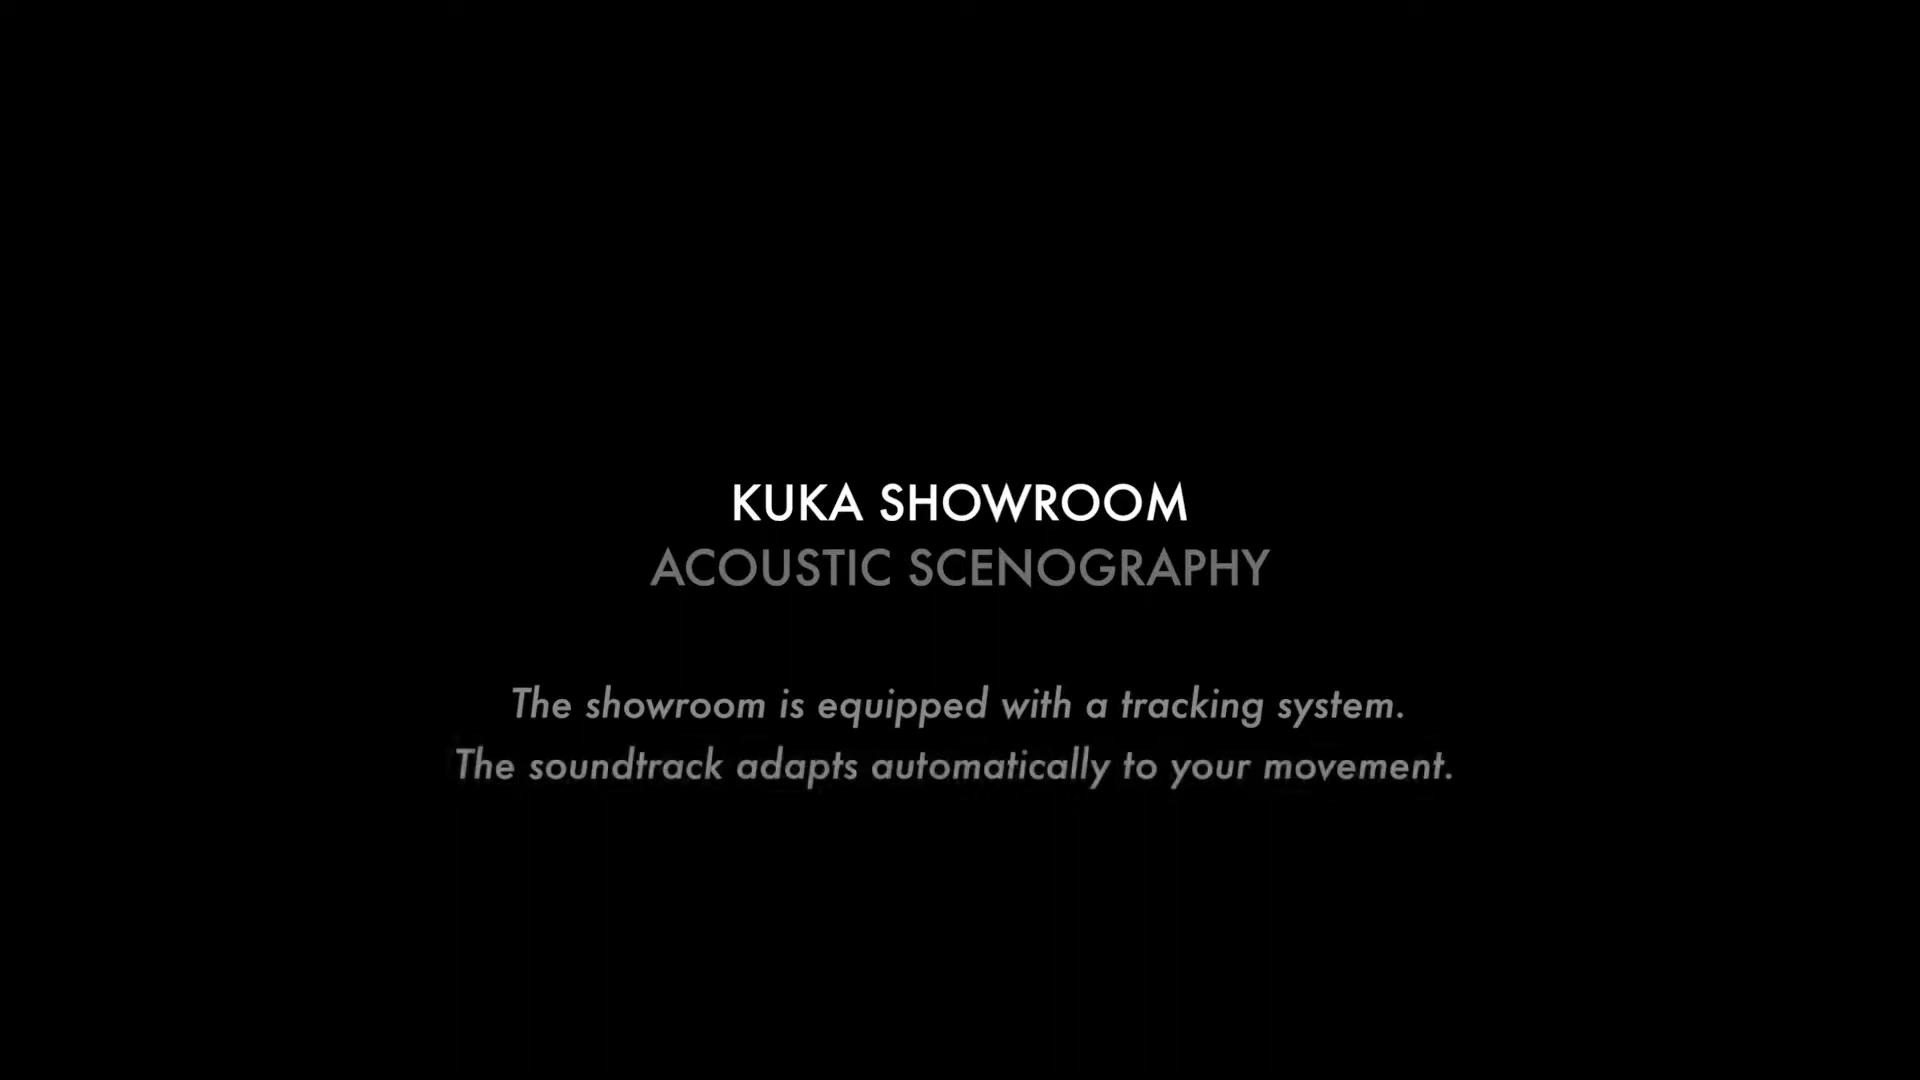 KUKA SHOWROOM
ACOUSTIC SCENOGRAPHY
The showroom is equipped with a tracking system.
The soundtrack adapts automatically to your movement.